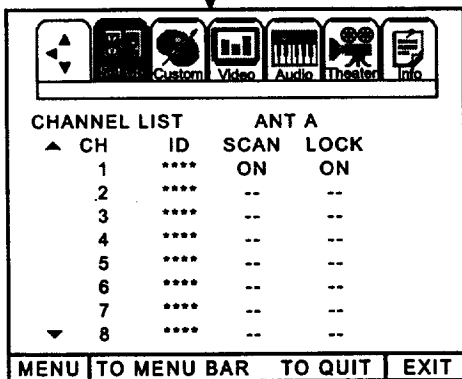 Custom Video Audio Theater Info
CHANNEL LIST ANT A
CH ID SCAN LOCK
1 **** ON ON
2 **** -- --
3 **** -- --
4 **** -- --
5 **** -- --
6 **** -- --
7 **** -- --
8 **** -- --
MENU TO MENU BAR TO QUIT EXIT